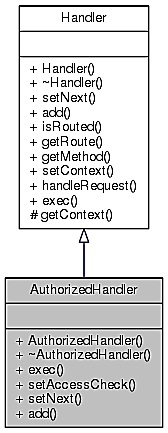 Handler
+ Handler()
+ ~Handler()
+ setNext()
+ add()
+ isRouted()
+ getRoute()
+ getMethod()
+ setContext()
+ handleRequest()
+ exec()
# getContext()
AuthorizedHandler
+ AuthorizedHandler()
+ ~AuthorizedHandler()
+ exec()
+ setAccessCheck()
+ setNext()
+ add()